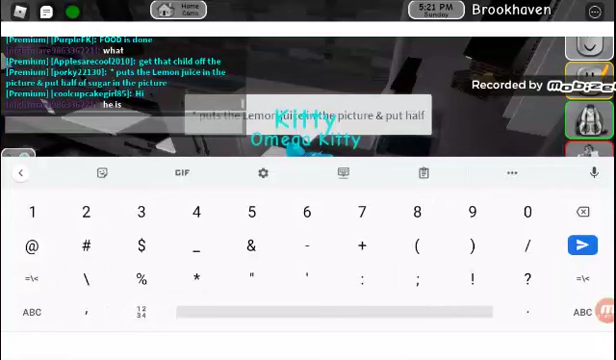 Home
Cams
5:21 PM
Sunday
Brookhaven
[Premium] [PurpleFK]: FOOD is done
what
[Premium] [Applesarecool2010]: get that child off the
[Premium] [porky22130]: * puts the Lemon juice in the
picture & put half of sugar in the picture
[Premium] [coolcupcakegirl85]: Hi
he is
Recorded by
* puts the Lemon juice in the picture & put half
Kitty
Omega Kitty
GIF
1 2 3 4 5 6 7 8 9 0
@ # $ _ & - + ( ) /
=\< \ % * " ' : ; ! ? =\<
ABC , 12 34 . ABC